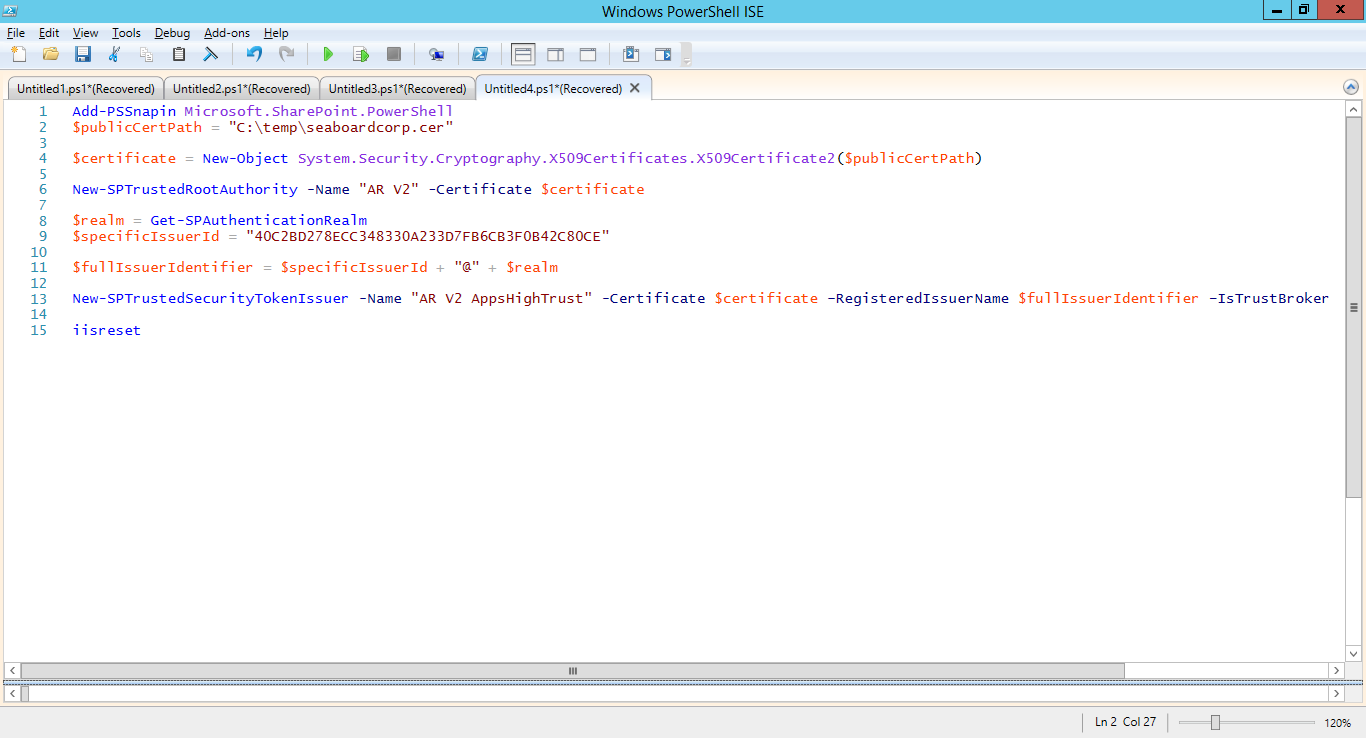 Windows PowerShell ISE
File Edit View Tools Debug Add-ons Help
Untitled1.ps1*(Recovered) Untitled2.ps1*(Recovered) Untitled3.ps1*(Recovered) Untitled4.ps1*(Recovered)
1 Add-PSSnapin Microsoft.SharePoint.PowerShell
2 $publicCertPath = "C:\temp\seaboardcorp.cer"
3
4 $certificate = New-Object System.Security.Cryptography.X509Certificates.X509Certificate2($publicCertPath)
5
6 New-SPTrustedRootAuthority -Name "AR V2" -Certificate $certificate
7
8 $realm = Get-SPAuthenticationRealm
9 $specificIssuerId = "40C2BD278ECC348330A233D7FB6CB3F0B42C80CE"
10
11 $fullIssuerIdentifier = $specificIssuerId + "@" + $realm
12
13 New-SPTrustedSecurityTokenIssuer -Name "AR V2 AppsHighTrust" -Certificate $certificate -RegisteredIssuerName $fullIssuerIdentifier -IsTrustBroker
14
15 iisreset
Ln 2 Col 27 120%